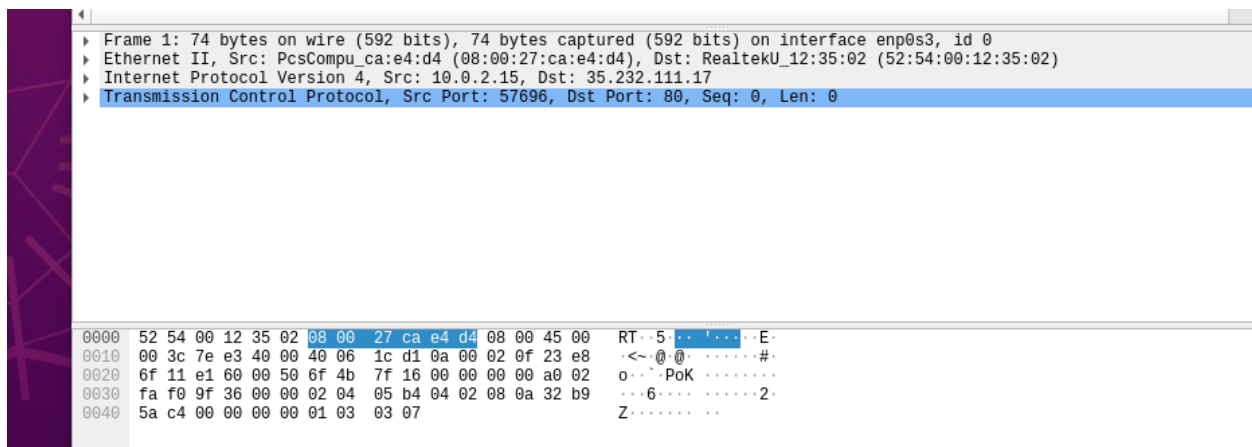 Frame 1: 74 bytes on wire (592 bits), 74 bytes captured (592 bits) on interface enp0s3, id 0
Ethernet II, Src: PcsCompu_ca:e4:d4 (08:00:27:ca:e4:d4), Dst: RealtekU_12:35:02 (52:54:00:12:35:02)
Internet Protocol Version 4, Src: 10.0.2.15, Dst: 35.232.111.17
Transmission Control Protocol, Src Port: 57696, Dst Port: 80, Seq: 0, Len: 0
0000 52 54 00 12 35 02 08 00 27 ca e4 d4 08 00 45 00 RT··5···'·····E·
0010 00 3c 7e e3 40 00 40 06 1c d1 0a 00 02 0f 23 e8 ·<~·@·@· ······#·
0020 6f 11 e1 60 00 50 6f 4b 7f 16 00 00 00 00 a0 02 o··`·PoK ········
0030 fa f0 9f 36 00 00 02 04 05 b4 04 02 08 0a 32 b9 ···6···· ······2·
0040 5a c4 00 00 00 00 01 03 03 07 Z······· ··